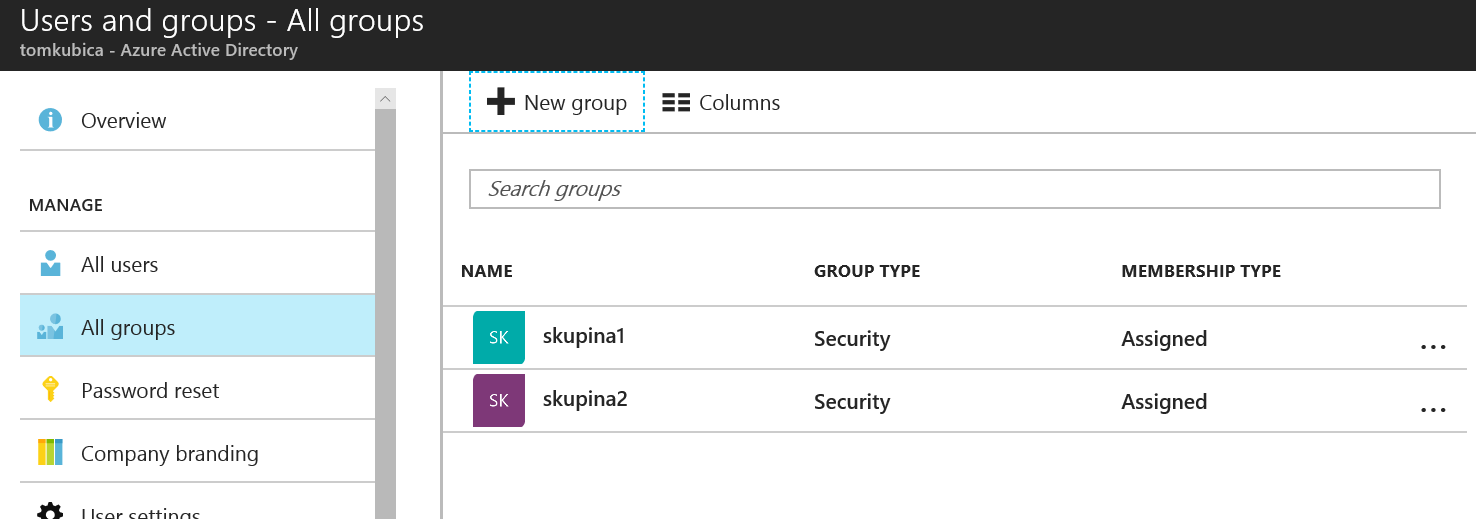 Users and groups - All groups
tomkubica - Azure Active Directory
Overview
MANAGE
All users
All groups
Password reset
Company branding
User settings
New group
Columns
Search groups
NAME GROUP TYPE MEMBERSHIP TYPE
SK skupina1 Security Assigned ...
SK skupina2 Security Assigned ...